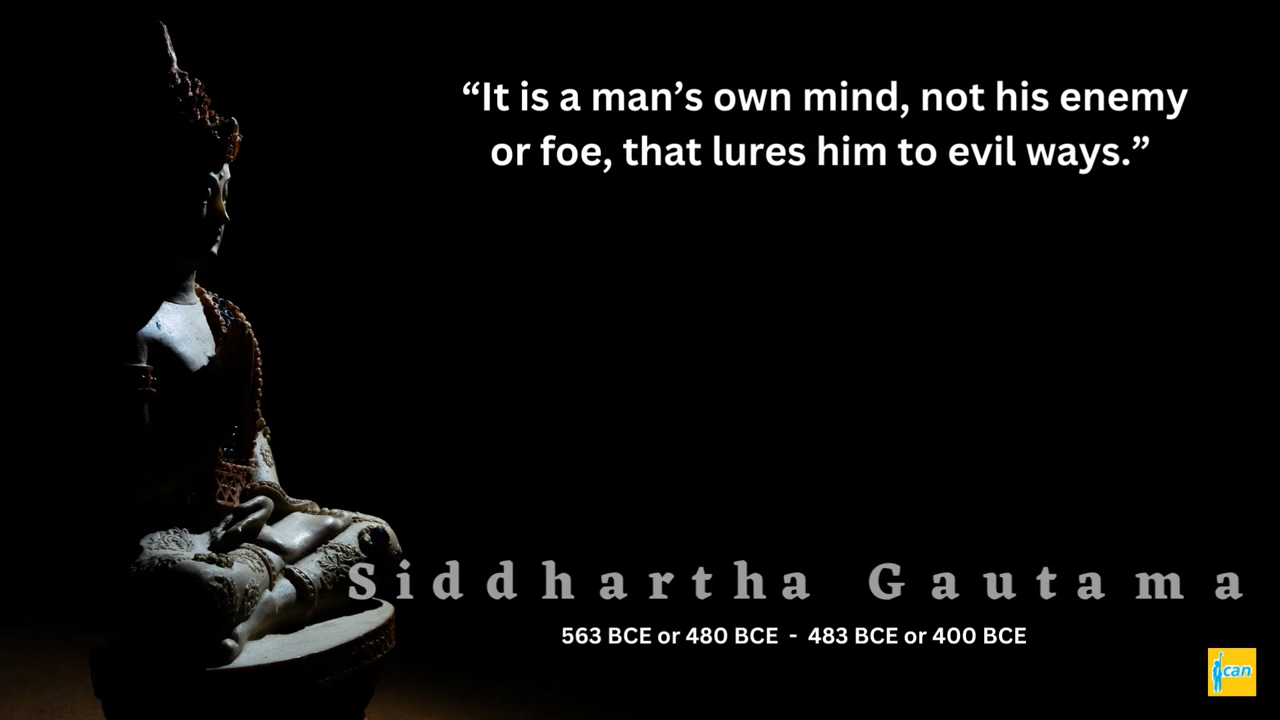 “It is a man’s own mind, not his enemy
or foe, that lures him to evil ways.”
Siddhartha Gautama
563 BCE or 480 BCE - 483 BCE or 400 BCE
can